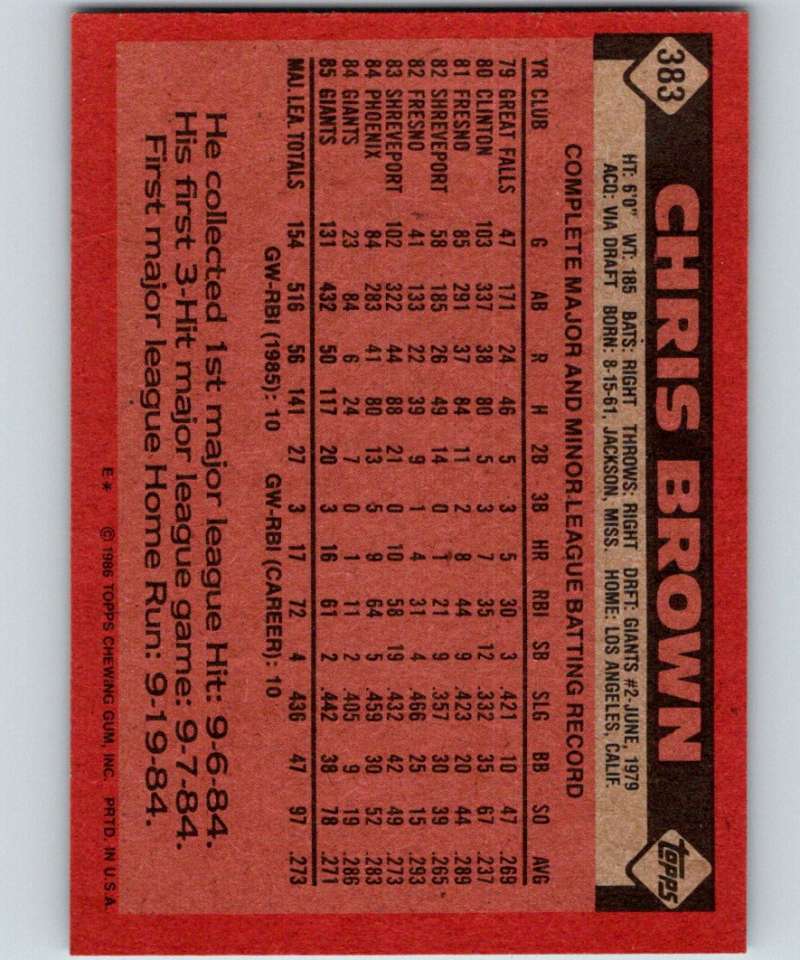 383
CHRIS BROWN
topps
HT: 6'0" WT: 185 BATS: RIGHT THROWS: RIGHT DRFT: GIANTS #2-JUNE, 1979
ACQ: VIA DRAFT BORN: 8-15-61, JACKSON, MISS. HOME: LOS ANGELES, CALIF.
COMPLETE MAJOR AND MINOR LEAGUE BATTING RECORD
YR CLUB G AB R H 2B 3B HR RBI SB SLG BB SO AVG
79 GREAT FALLS 47 171 24 46 5 3 5 30 3 .421 10 47 .269
80 CLINTON 103 337 38 80 5 3 7 35 12 .332 35 67 .237
81 FRESNO 85 291 37 84 11 2 8 44 9 .423 20 44 .289
82 SHREVEPORT 58 185 26 49 14 0 1 21 9 .357 30 39 .265
82 FRESNO 41 133 22 39 9 1 4 31 4 .466 25 15 .293
83 SHREVEPORT 102 322 44 88 21 0 10 58 19 .432 42 49 .273
84 PHOENIX 84 283 41 80 13 5 9 64 5 .459 30 52 .283
84 GIANTS 23 84 6 24 7 0 1 11 2 .405 9 19 .286
85 GIANTS 131 432 50 117 20 3 16 61 2 .442 38 78 .271
MAJ. LEA. TOTALS 154 516 56 141 27 3 17 72 4 .436 47 97 .273
GW-RBI (1985): 10 GW-RBI (CAREER): 10
He collected 1st major league Hit: 9-6-84.
His first 3-Hit major league game: 9-7-84.
First major league Home Run: 9-19-84.
E* © 1986 TOPPS CHEWING GUM, INC. PRTD. IN U.S.A.